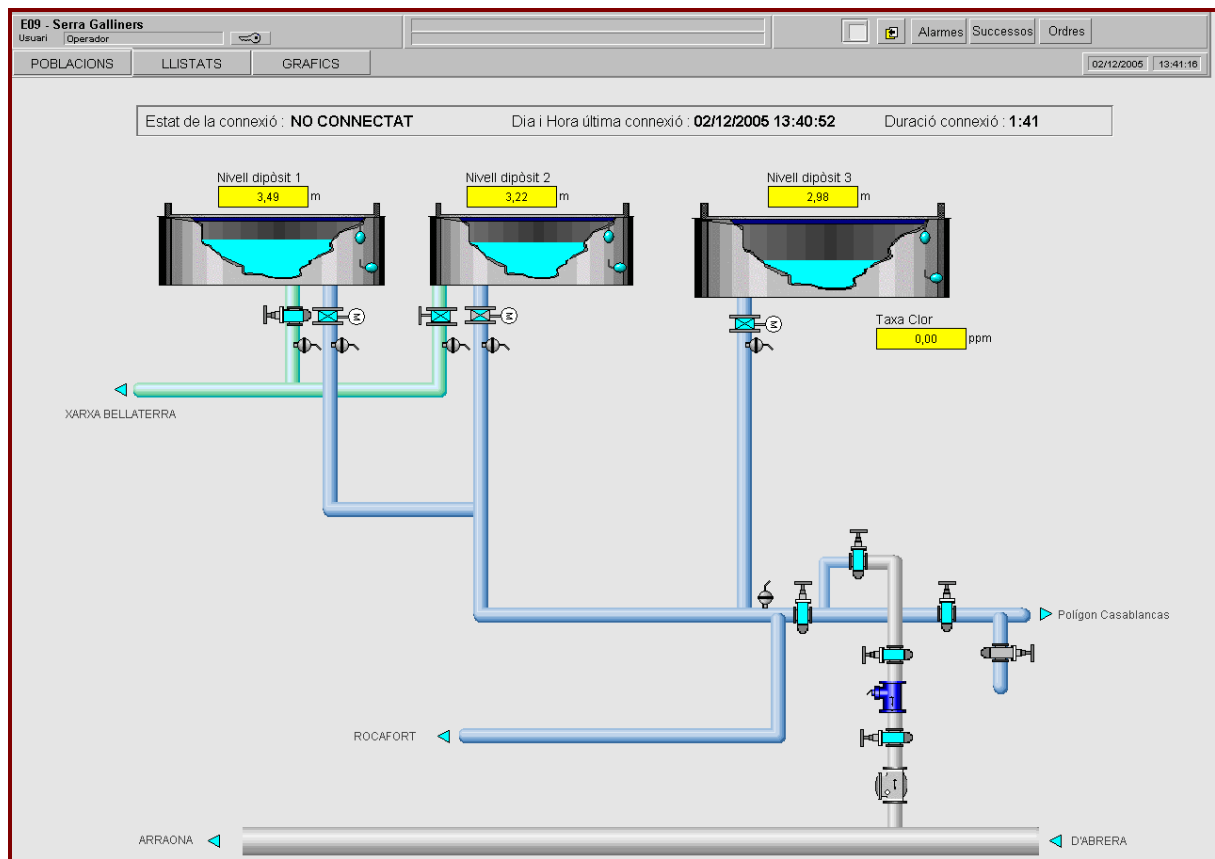 E09 - Serra Galliners
Usuari Operador
Alarmes Successos Ordres
POBLACIONS LLISTATS GRAFICS
02/12/2005 13:41:16
Estat de la connexió : NO CONNECTAT Dia i Hora última connexió : 02/12/2005 13:40:52 Duració connexió : 1:41
Nivell dipòsit 1 Nivell dipòsit 2 Nivell dipòsit 3
3,49 m 3,22 m 2,98 m
M M M
Taxa Clor
0,00 ppm
XARXA BELLATERRA
Polígon Casablancas
ROCAFORT
ARRAONA D'ABRERA